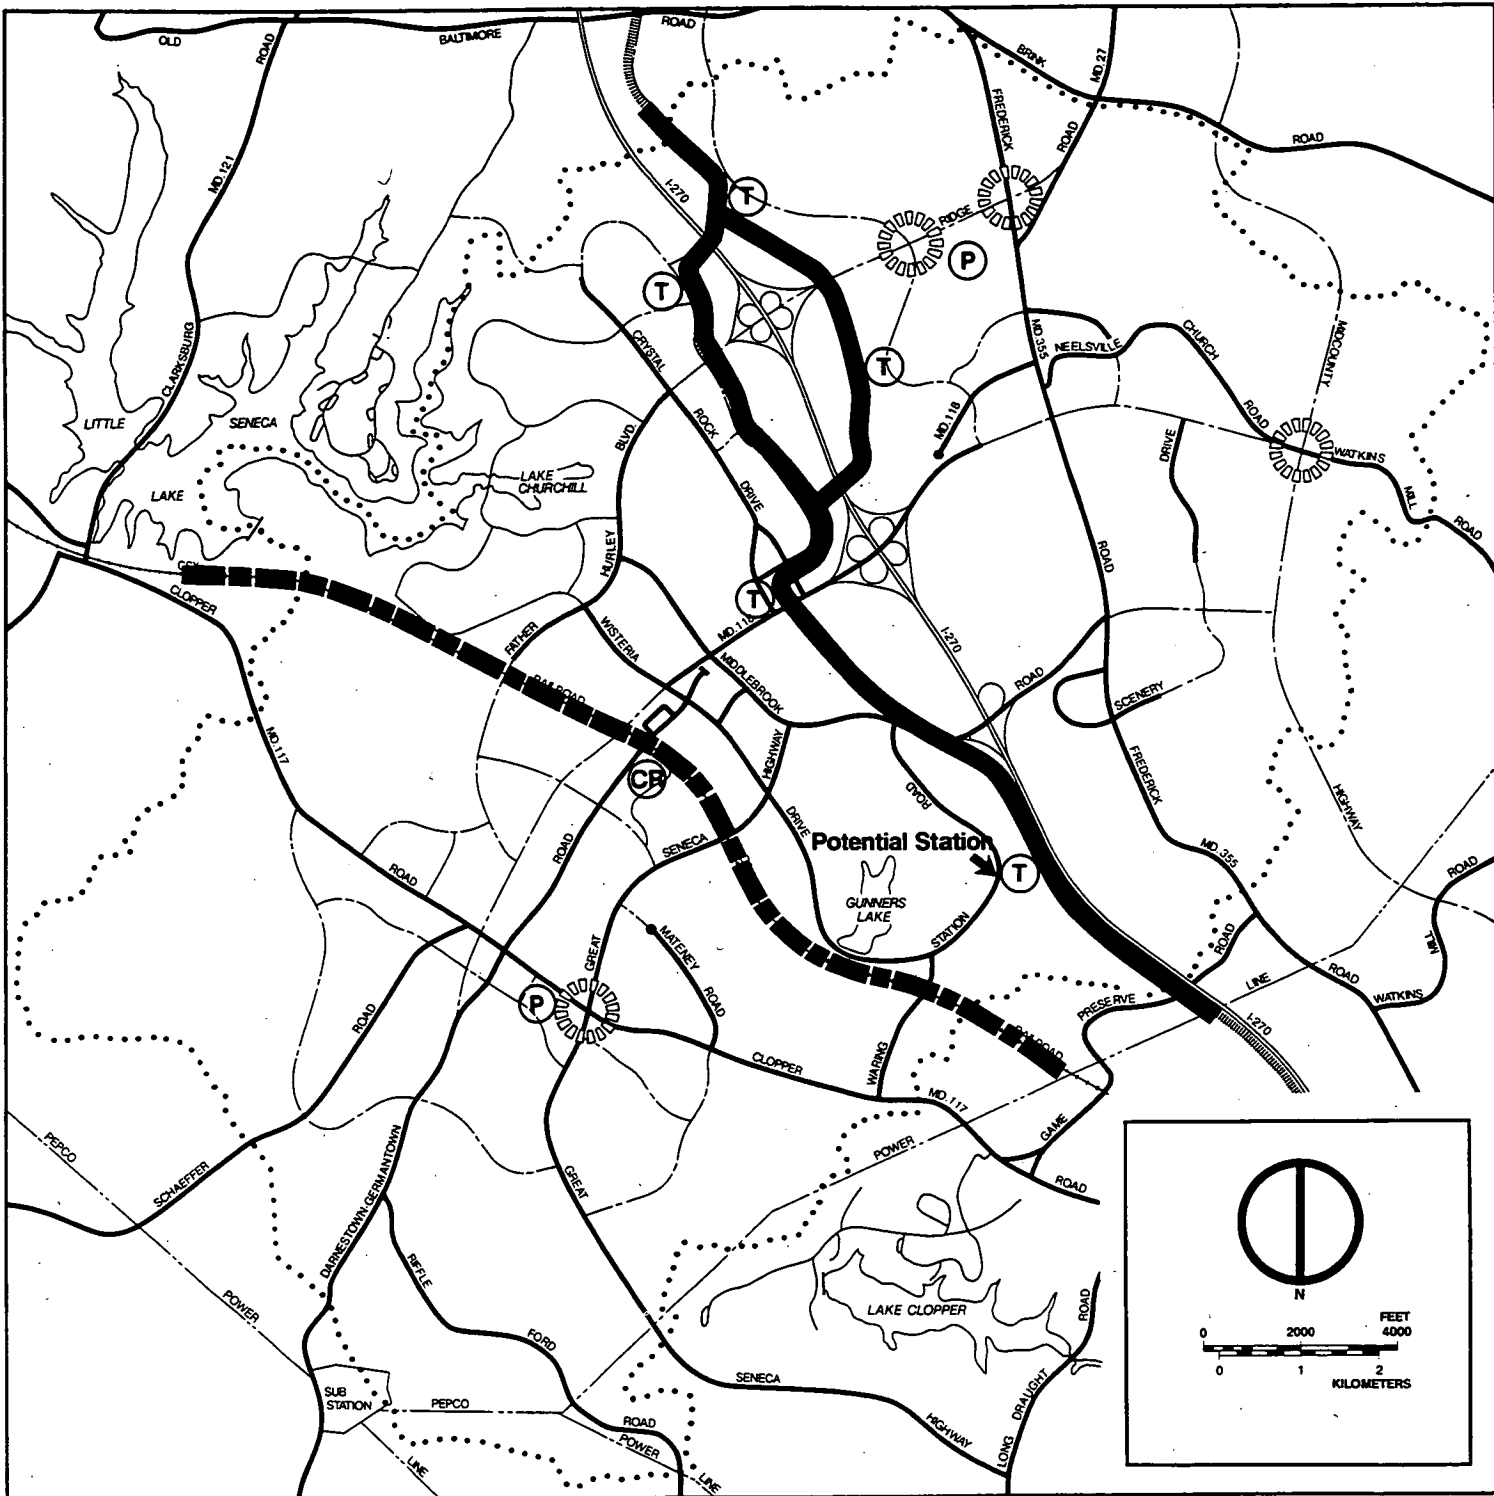 OLD
ROAD
BALTIMORE
ROAD
BRINK
MD.27
FREDERICK
ROAD
ROAD
MD.121
I-270
T
RIDGE
P
T
CLARKSBURG
CRYSTAL
T
MD.355
NEELSVILLE
CHURCH
MIDCOUNTY
LITTLE
SENECA
BLVD.
ROCK
MD.118
ROAD
DRIVE
WATKINS
LAKE
LAKE
CHURCHILL
DRIVE
MILL
ROAD
HURLEY
ROAD
CSX
CLOPPER
T
MD.118
FATHER
WISTERIA
I-270
MIDDLEBROOK
ROAD
SCENERY
RAILROAD
MD.117
HIGHWAY
FREDERICK
CR
ROAD
DRIVE
HIGHWAY
ROAD
SENECA
Potential Station
MD.355
ROAD
ROAD
T
GUNNERS
LAKE
GREAT
MATENEY
STATION
ROAD
MILL
ROAD
P
ROAD
LINE
ROAD
WATKINS
PRESERVE
I-270
RAILROAD
CLOPPER
WARING
MD.117
GAME
PEPCO
POWER
SCHAEFFER
DARNESTOWN-GERMANTOWN
GREAT
ROAD
RIFFLE
POWER
LAKE CLOPPER
ROAD
N
FEET
0 2000 4000
0 1 2
KILOMETERS
FORD
SENECA
DRAUGHT
SUB
STATION
PEPCO
ROAD
HIGHWAY
LONG
POWER
LINE
LINE